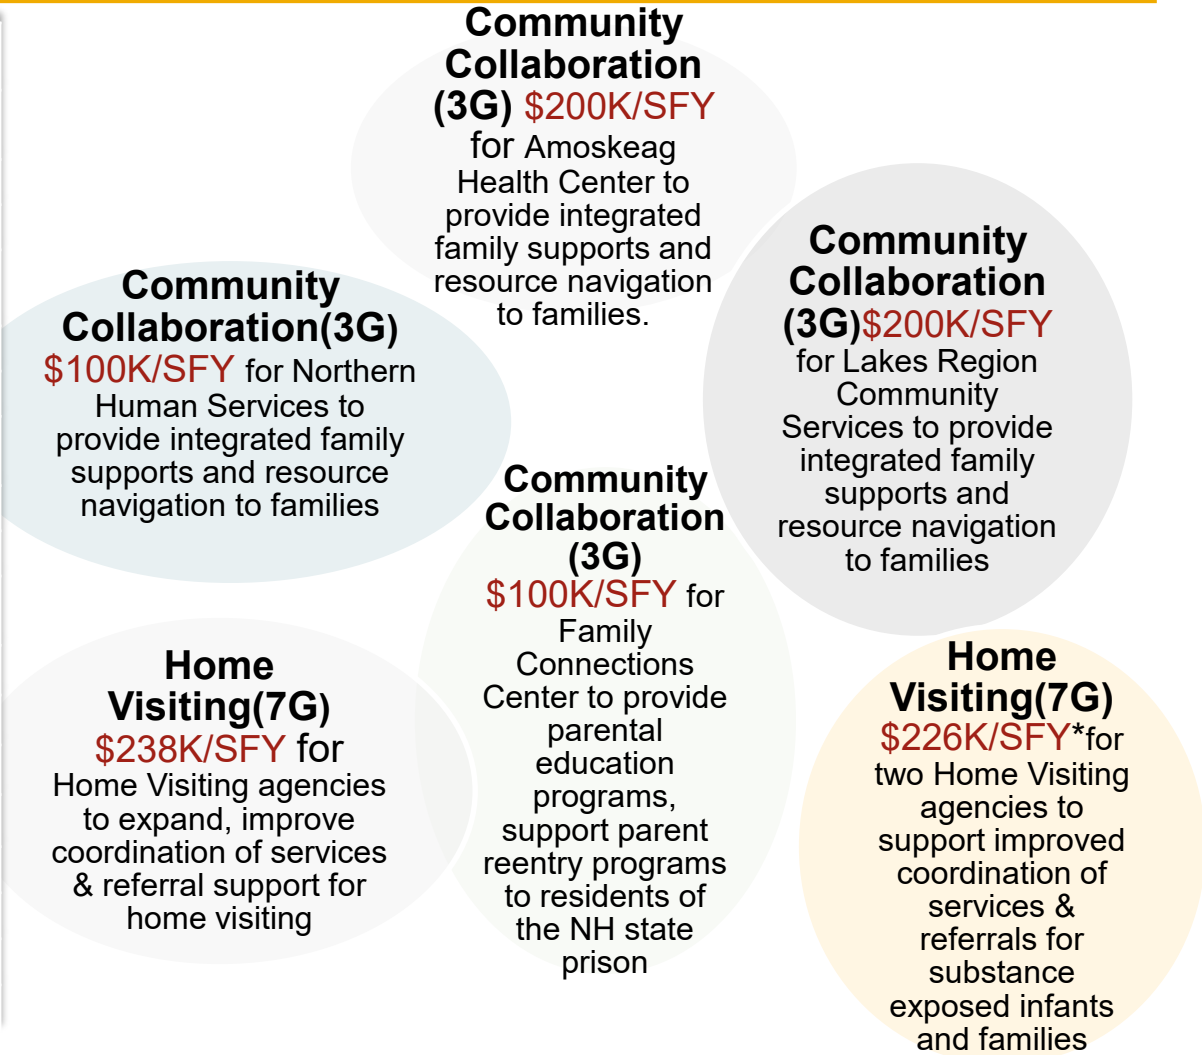 Community
Collaboration
(3G) $200K/SFY
for Amoskeag
Health Center to
provide integrated
family supports and
resource navigation
to families.
Community
Collaboration
(3G)$200K/SFY
for Lakes Region
Community
Services to provide
integrated family
supports and
resource navigation
to families
Community
Collaboration(3G)
$100K/SFY for Northern
Human Services to
provide integrated family
supports and resource
navigation to families
Community
Collaboration
(3G)
$100K/SFY for
Family
Connections
Center to provide
parental
education
programs,
support parent
reentry programs
to residents of
the NH state
prison
Home
Visiting(7G)
$238K/SFY for
Home Visiting agencies
to expand, improve
coordination of services
& referral support for
home visiting
Home
Visiting(7G)
$226K/SFY*for
two Home Visiting
agencies to
support improved
coordination of
services &
referrals for
substance
exposed infants
and families